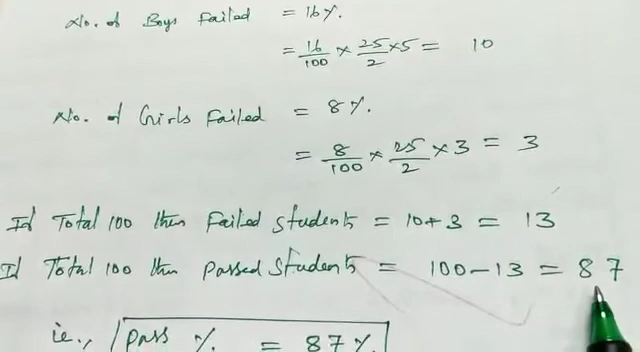 No. of Boys Failed = 16%.
= 16/100 × 25/2 × 5 = 10
No. of Girls Failed = 8%.
= 8/100 × 25/2 × 3 = 3
If Total 100 then Failed Students = 10+3 = 13
If Total 100 then Passed Students = 100-13 = 87
ie., pass % = 87%.